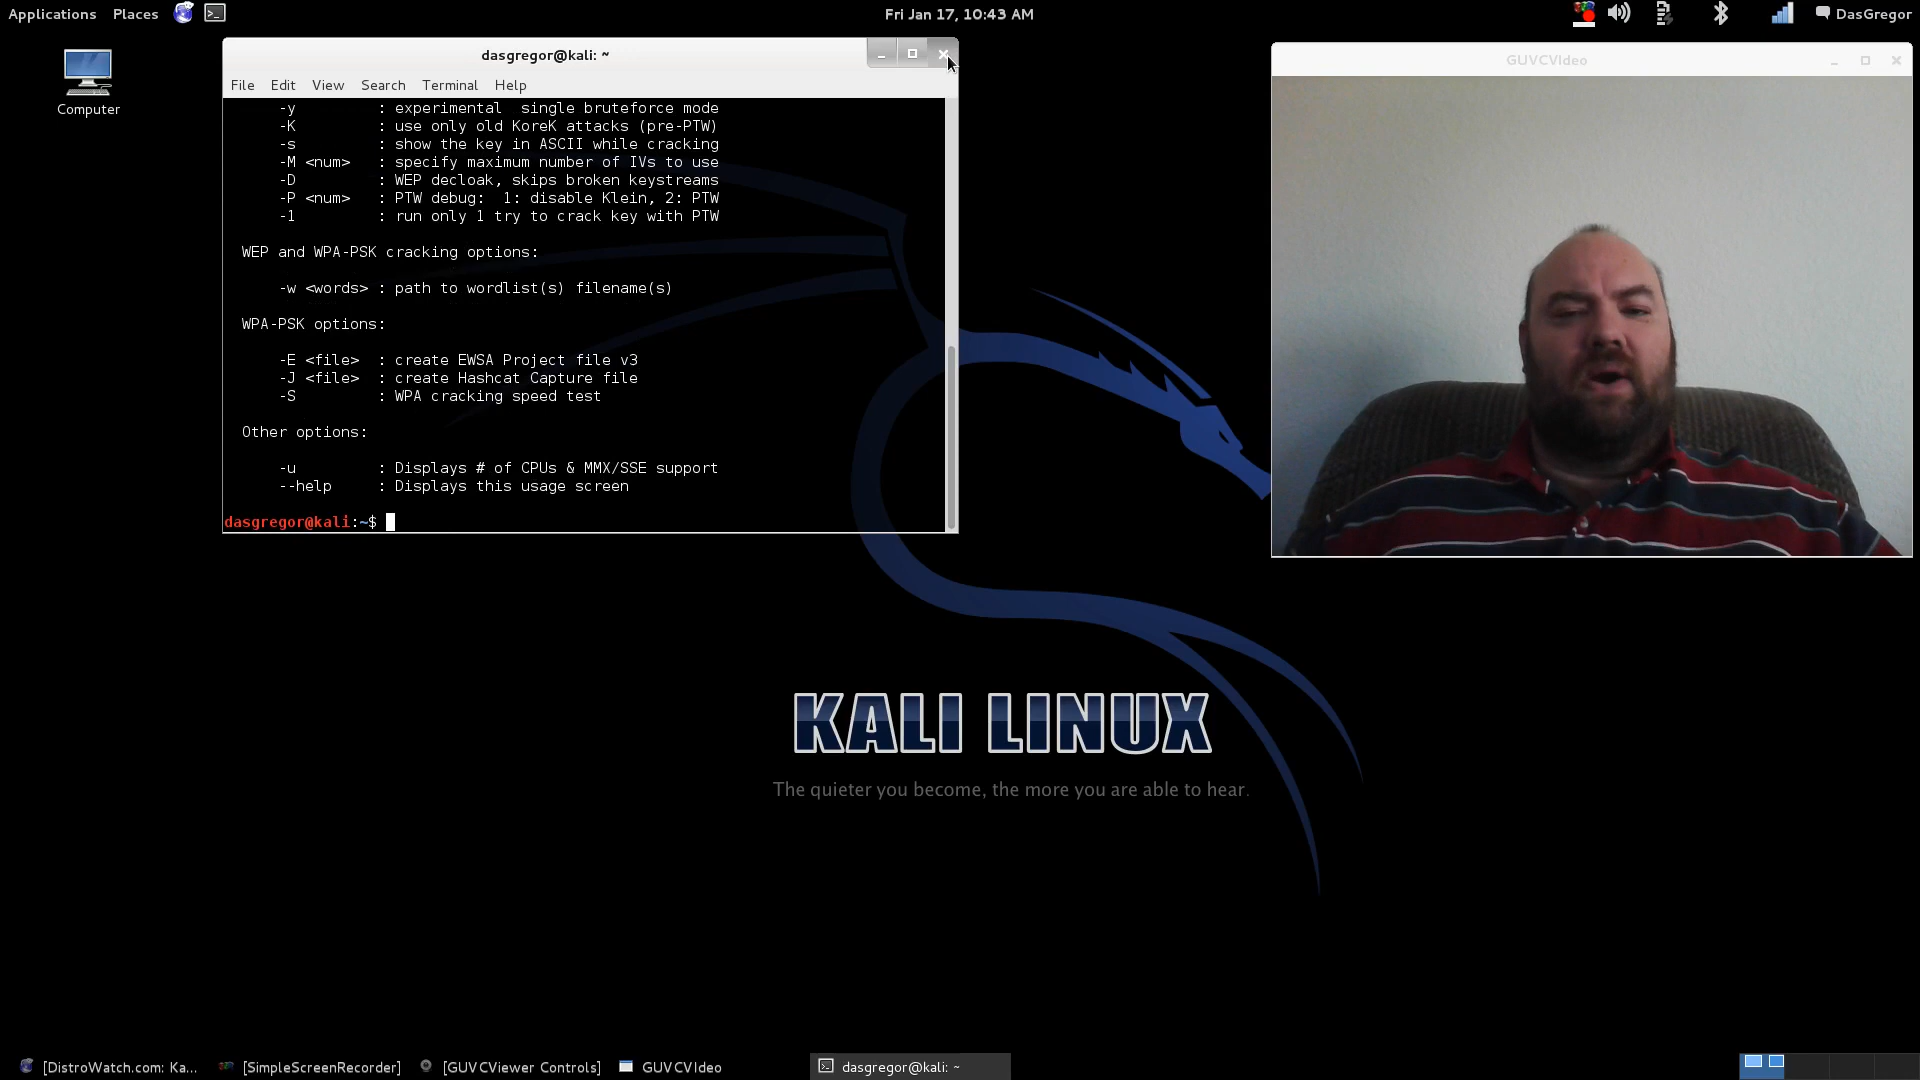 Applications Places
Fri Jan 17, 10:43 AM
DasGregor
Computer
dasgregor@kali: ~
File Edit View Search Terminal Help
-y : experimental  single bruteforce mode
-K : use only old KoreK attacks (pre-PTW)
-s : show the key in ASCII while cracking
-M <num> : specify maximum number of IVs to use
-D : WEP decloak, skips broken keystreams
-P <num> : PTW debug:  1: disable Klein, 2: PTW
-1 : run only 1 try to crack key with PTW
WEP and WPA-PSK cracking options:
-w <words> : path to wordlist(s) filename(s)
WPA-PSK options:
-E <file> : create EWSA Project file v3
-J <file> : create Hashcat Capture file
-S : WPA cracking speed test
Other options:
-u : Displays # of CPUs & MMX/SSE support
--help : Displays this usage screen
dasgregor@kali:~$
GUVCVIdeo
KALI LINUX
The quieter you become, the more you are able to hear.
[DistroWatch.com: Ka... [SimpleScreenRecorder] [GUVCViewer Controls] GUVCVIdeo dasgregor@kali: ~